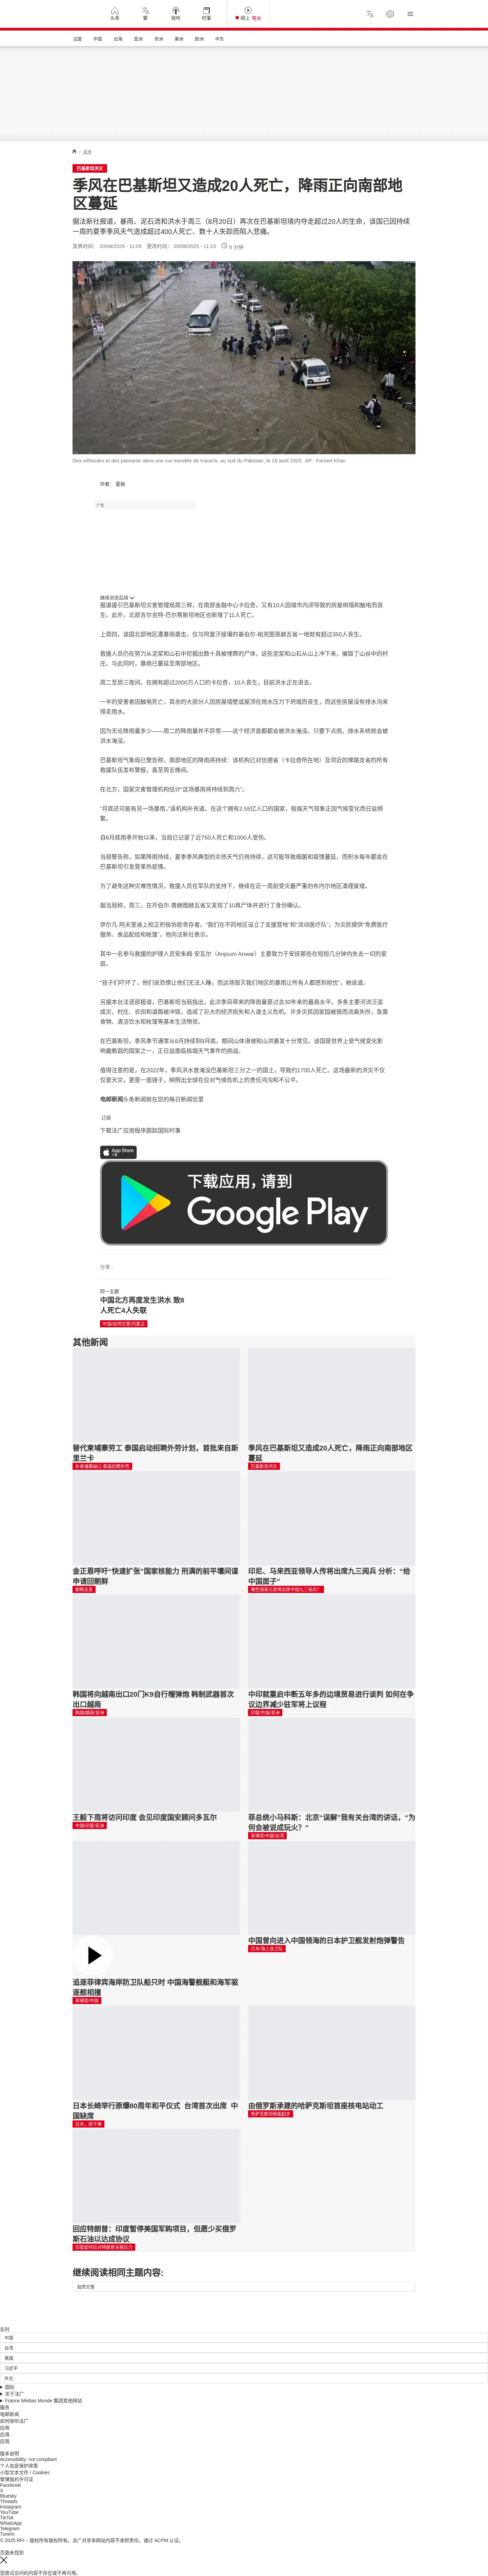 头条
繁
收听
时事
网上 电台
法国
中国
台海
亚洲
非洲
美洲
欧洲
中东
/ 亚洲
巴基斯坦洪灾
季风在巴基斯坦又造成20人死亡，降雨正向南部地
区蔓延
据法新社报道，暴雨、泥石流和洪水于周三（8月20日）再次在巴基斯坦境内夺走超过20人的生命，该国已因持续
一周的夏季季风天气造成超过400人死亡、数十人失踪而陷入悲痛。
发表时间： 20/08/2025 - 11:05 更改时间： 20/08/2025 - 11:10
Des véhicules et des passants dans une rue inondée de Karachi, au sud du Pakistan, le 19 août 2025. AP - Fareed Khan
作者： 夏榕
广告
继续浏览后续
报道援引巴基斯坦灾害管理局周三称，在南部金融中心卡拉奇，又有10人因城市内涝导致的房屋倒塌和触电而丧
生。此外，北部吉尔吉特-巴尔蒂斯坦地区也新增了11人死亡。
上周四，该国北部地区遭暴雨袭击，仅与阿富汗接壤的基伯尔-帕克图恩赫瓦省一地就有超过350人丧生。
救援人员仍在努力从泥浆和山石中挖掘出数十具被埋葬的尸体，这些泥浆和山石从山上冲下来，摧毁了山谷中的村
庄。与此同时，暴雨已蔓延至南部地区。
周二至周三夜间，在拥有超过2000万人口的卡拉奇，10人丧生，目前洪水正在退去。
一半的受害者因触电死亡，其余的大部分人因房屋墙壁或屋顶在雨水压力下坍塌而丧生，而这些房屋没有排水沟来
排走雨水。
因为无论降雨量多少——周二的降雨量并不异常——这个经济首都都会被洪水淹没。只要下点雨，排水系统就会被
洪水淹没。
巴基斯坦气象局已警告称，南部地区的降雨将持续：该机构已对信德省（卡拉奇所在地）及邻近的俾路支省的所有
救援队伍发布警报，直至周五晚间。
在北方，国家灾害管理机构估计“这场暴雨将持续到周六”。
“月底还可能有另一场暴雨，”该机构补充道。在这个拥有2.55亿人口的国家，极端天气现象正因气候变化而日益频
繁。
自6月底雨季开始以来，当局已记录了近750人死亡和1000人受伤。
当局警告称，如果降雨持续，夏季季风典型的炎热天气仍将持续，这可能导致细菌和疫情蔓延，而积水每年都会在
巴基斯坦引发登革热疫情。
为了避免这种灾难性情况，救援人员在军队的支持下，继续在近一周前受灾最严重的布内尔地区清理废墟。
据当局称，周三，在开伯尔-普赫图赫瓦省又发现了10具尸体并进行了身份确认。
伊尔凡·阿夫里迪上校正积极协助幸存者。“我们在不同地区设立了支援营地”和“流动医疗队”，为灾民提供“免费医疗
服务、食品配给和帐篷”，他向法新社表示。
其中一名参与救援的护理人员安朱姆·安瓦尔（Anjoum Anwar）主要致力于安抚那些在短短几分钟内失去一切的家
庭。
“孩子们吓坏了，他们说恐惧让他们无法入睡，而这场毁灭我们地区的暴雨让所有人都感到担忧”，她说道。
另据本台法语部报道，巴基斯坦当局指出，此次季风带来的降雨量是过去30年来的最高水平。多条主要河流泛滥
成灾，村庄、农田和道路被冲毁，造成了巨大的经济损失和人道主义危机。许多灾民因家园被毁而流离失所，急需
食物、清洁饮水和帐篷等基本生活物资。
在巴基斯坦，季风季节通常从6月持续到9月底，期间山体滑坡和山洪暴发十分常见。该国是世界上受气候变化影
响最脆弱的国家之一，正日益面临极端天气事件的挑战。
值得注意的是，在2022年，季风洪水曾淹没巴基斯坦三分之一的国土，导致约1700人死亡。这场最新的洪灾不仅
仅是天灾，更是一面镜子，映照出全球在应对气候危机上的责任鸿沟和不公平。
电邮新闻头条新闻就在您的每日新闻信里
订阅
下载法广应用程序跟踪国际时事
App Store
下载应用，请到
Google Play
分享 :
同一主题
中国北方再度发生洪水 致8
人死亡4人失联
中国/自然灾害/内蒙古
其他新闻
替代柬埔寨劳工 泰国启动招聘外劳计划，首批来自斯
里兰卡
补柬埔寨缺口 泰国招聘外劳
季风在巴基斯坦又造成20人死亡，降雨正向南部地区
蔓延
巴基斯坦洪灾
金正恩呼吁“快速扩张”国家核能力 刑满的前平壤间谍
申请回朝鲜
朝韩关系
印尼、马来西亚领导人传将出席九三阅兵 分析：“给
中国面子”
哪些国家元首将出席中国九三阅兵？
韩国将向越南出口20门K9自行榴弹炮 韩制武器首次
出口越南
韩国/越南/亚洲
中印就重启中断五年多的边境贸易进行谈判 如何在争
议边界减少驻军将上议程
印度/中国/亚洲
王毅下周将访问印度 会见印度国安顾问多瓦尔
中国/印度/亚洲
菲总统小马科斯：北京“误解”我有关台湾的讲话，“为
何会被说成玩火？”
菲律宾/中国/台湾
追逐菲律宾海岸防卫队船只时 中国海警舰艇和海军驱
逐舰相撞
菲律宾/中国
中国曾向进入中国领海的日本护卫舰发射炮弹警告
日本/海上自卫队
日本长崎举行原爆80周年和平仪式 台湾首次出席 中
国缺席
日本，原子弹
由俄罗斯承建的哈萨克斯坦首座核电站动工
哈萨克斯坦核能起步
回应特朗普：印度暂停美国军购项目，但愿少买俄罗
斯石油以达成协议
印度如何应对特朗普关税压力
继续阅读相同主题内容:
自然灾害
实时
中国
台湾
美国
习近平
外交
国际
关于法广
France Médias Monde 集团其他网站
服务
电邮新闻
如何收听法广
应用
应用
应用
版本说明
Accessibility: not compliant
个人信息保护政策
小型文本文件 / Cookies
管理我的许可证
Facebook
X
Bluesky
Threads
Instagram
YouTube
TikTok
WhatsApp
Telegram
TuneIn
© 2025 RFI – 版权所有版权所有。法广对非本网站内容不承担责任。通过 ACPM 认证。
页面未找到
您尝试访问的内容不存在或不再可用。